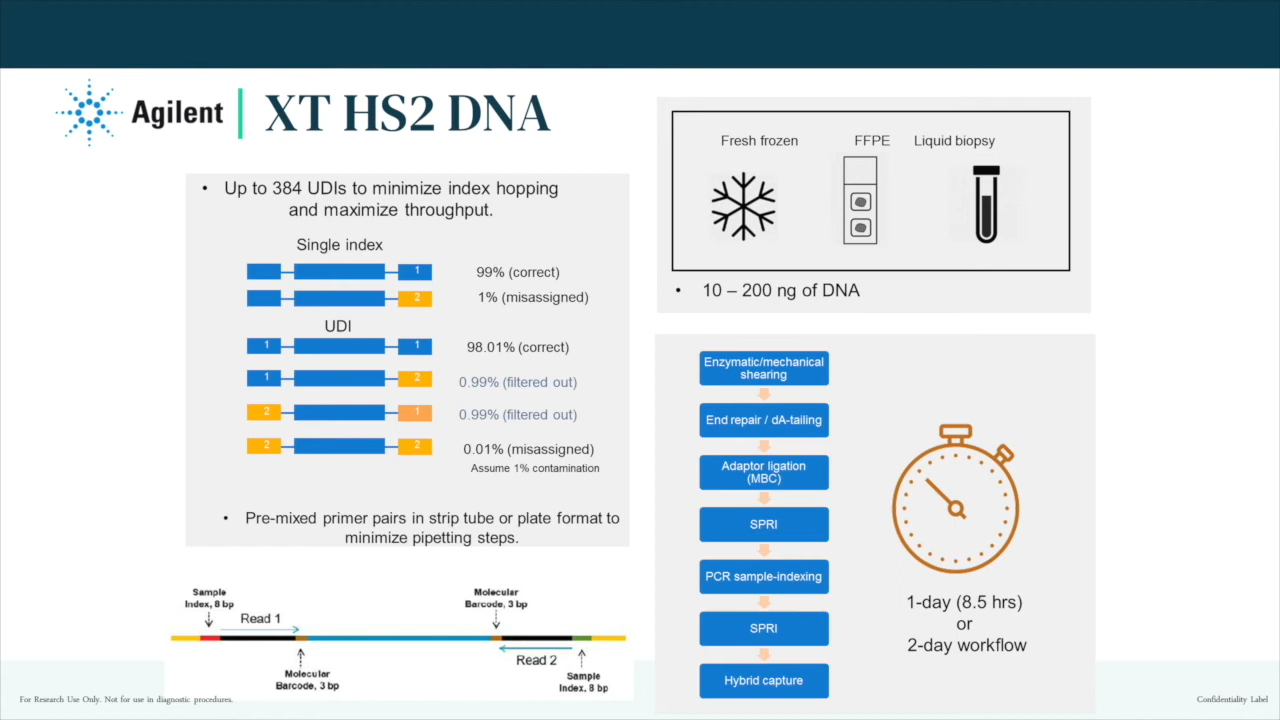 Agilent
XT HS2 DNA
• Up to 384 UDIs to minimize index hopping
and maximize throughput.
Single index
1
99% (correct)
2
1% (misassigned)
UDI
1 1
98.01% (correct)
1 2
0.99% (filtered out)
2 1
0.99% (filtered out)
2 2
0.01% (misassigned)
Assume 1% contamination
• Pre-mixed primer pairs in strip tube or plate format to
minimize pipetting steps.
Sample
Index, 8 bp
Read 1
Molecular
Barcode, 3 bp
Molecular
Barcode, 3 bp
Read 2
Sample
Index, 8 bp
Fresh frozen
FFPE
Liquid biopsy
• 10 – 200 ng of DNA
Enzymatic/mechanical
shearing
End repair / dA-tailing
Adaptor ligation
(MBC)
SPRI
PCR sample-indexing
SPRI
Hybrid capture
1-day (8.5 hrs)
or
2-day workflow
For Research Use Only. Not for use in diagnostic procedures.
Confidentiality Label